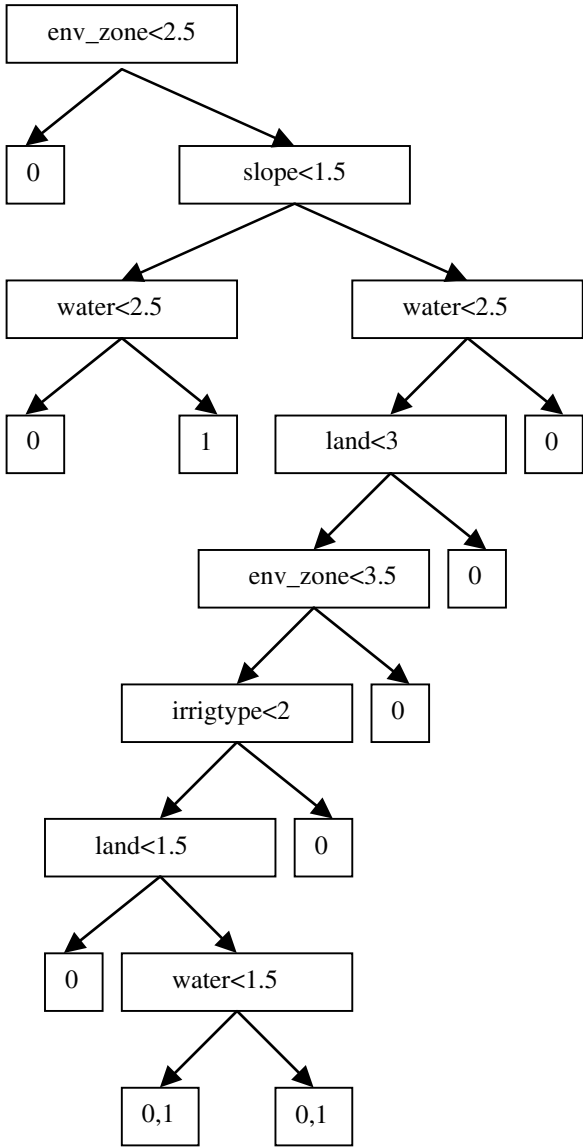 env_zone<2.5
0
slope<1.5
water<2.5
water<2.5
0
1
land<3
0
env_zone<3.5
0
irrigtype<2
0
land<1.5
0
0
water<1.5
0,1
0,1